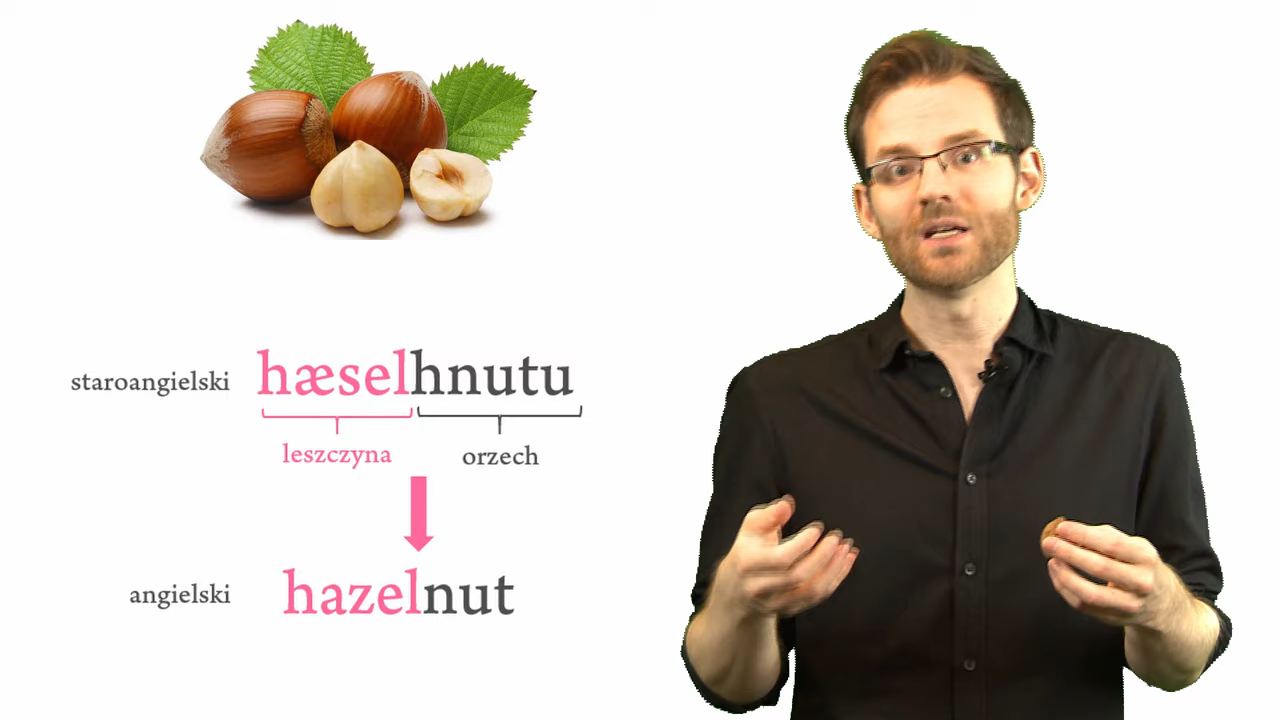 staroangielski hæselhnutu
leszczyna orzech
angielski hazelnut